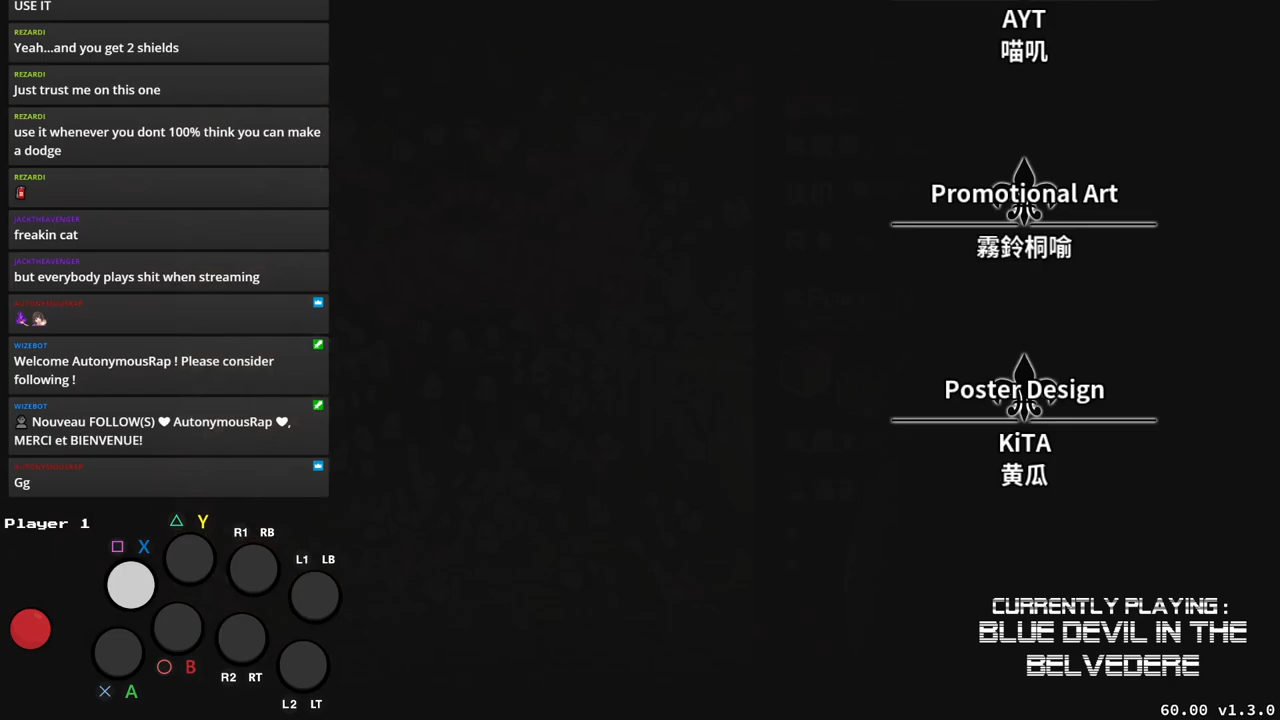 USE IT
REZARDI
Yeah...and you get 2 shields
REZARDI
Just trust me on this one
REZARDI
use it whenever you dont 100% think you can make
a dodge
REZARDI
JACKTHEAVENGER
freakin cat
JACKTHEAVENGER
but everybody plays shit when streaming
AUTONYMOUSRAP
WIZEBOT
Welcome AutonymousRap ! Please consider
following !
WIZEBOT
Nouveau FOLLOW(S) ❤ AutonymousRap ❤,
MERCI et BIENVENUE!
AUTONYMOUSRAP
Gg
Player 1
Y
X
R1 RB
L1 LB
B
A
R2 RT
L2 LT
AYT
喵叽
Promotional Art
霧鈴桐喻
Poster Design
KiTA
黄瓜
CURRENTLY PLAYING :
BLUE DEVIL IN THE
BELVEDERE
60.00 v1.3.0